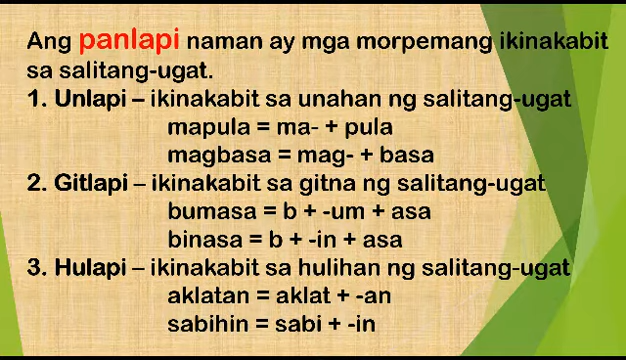 Ang panlapi naman ay mga morpemang ikinakabit
sa salitang-ugat.
1. Unlapi – ikinakabit sa unahan ng salitang-ugat
mapula = ma- + pula
magbasa = mag- + basa
2. Gitlapi – ikinakabit sa gitna ng salitang-ugat
bumasa = b + -um + asa
binasa = b + -in + asa
3. Hulapi – ikinakabit sa hulihan ng salitang-ugat
aklatan = aklat + -an
sabihin = sabi + -in